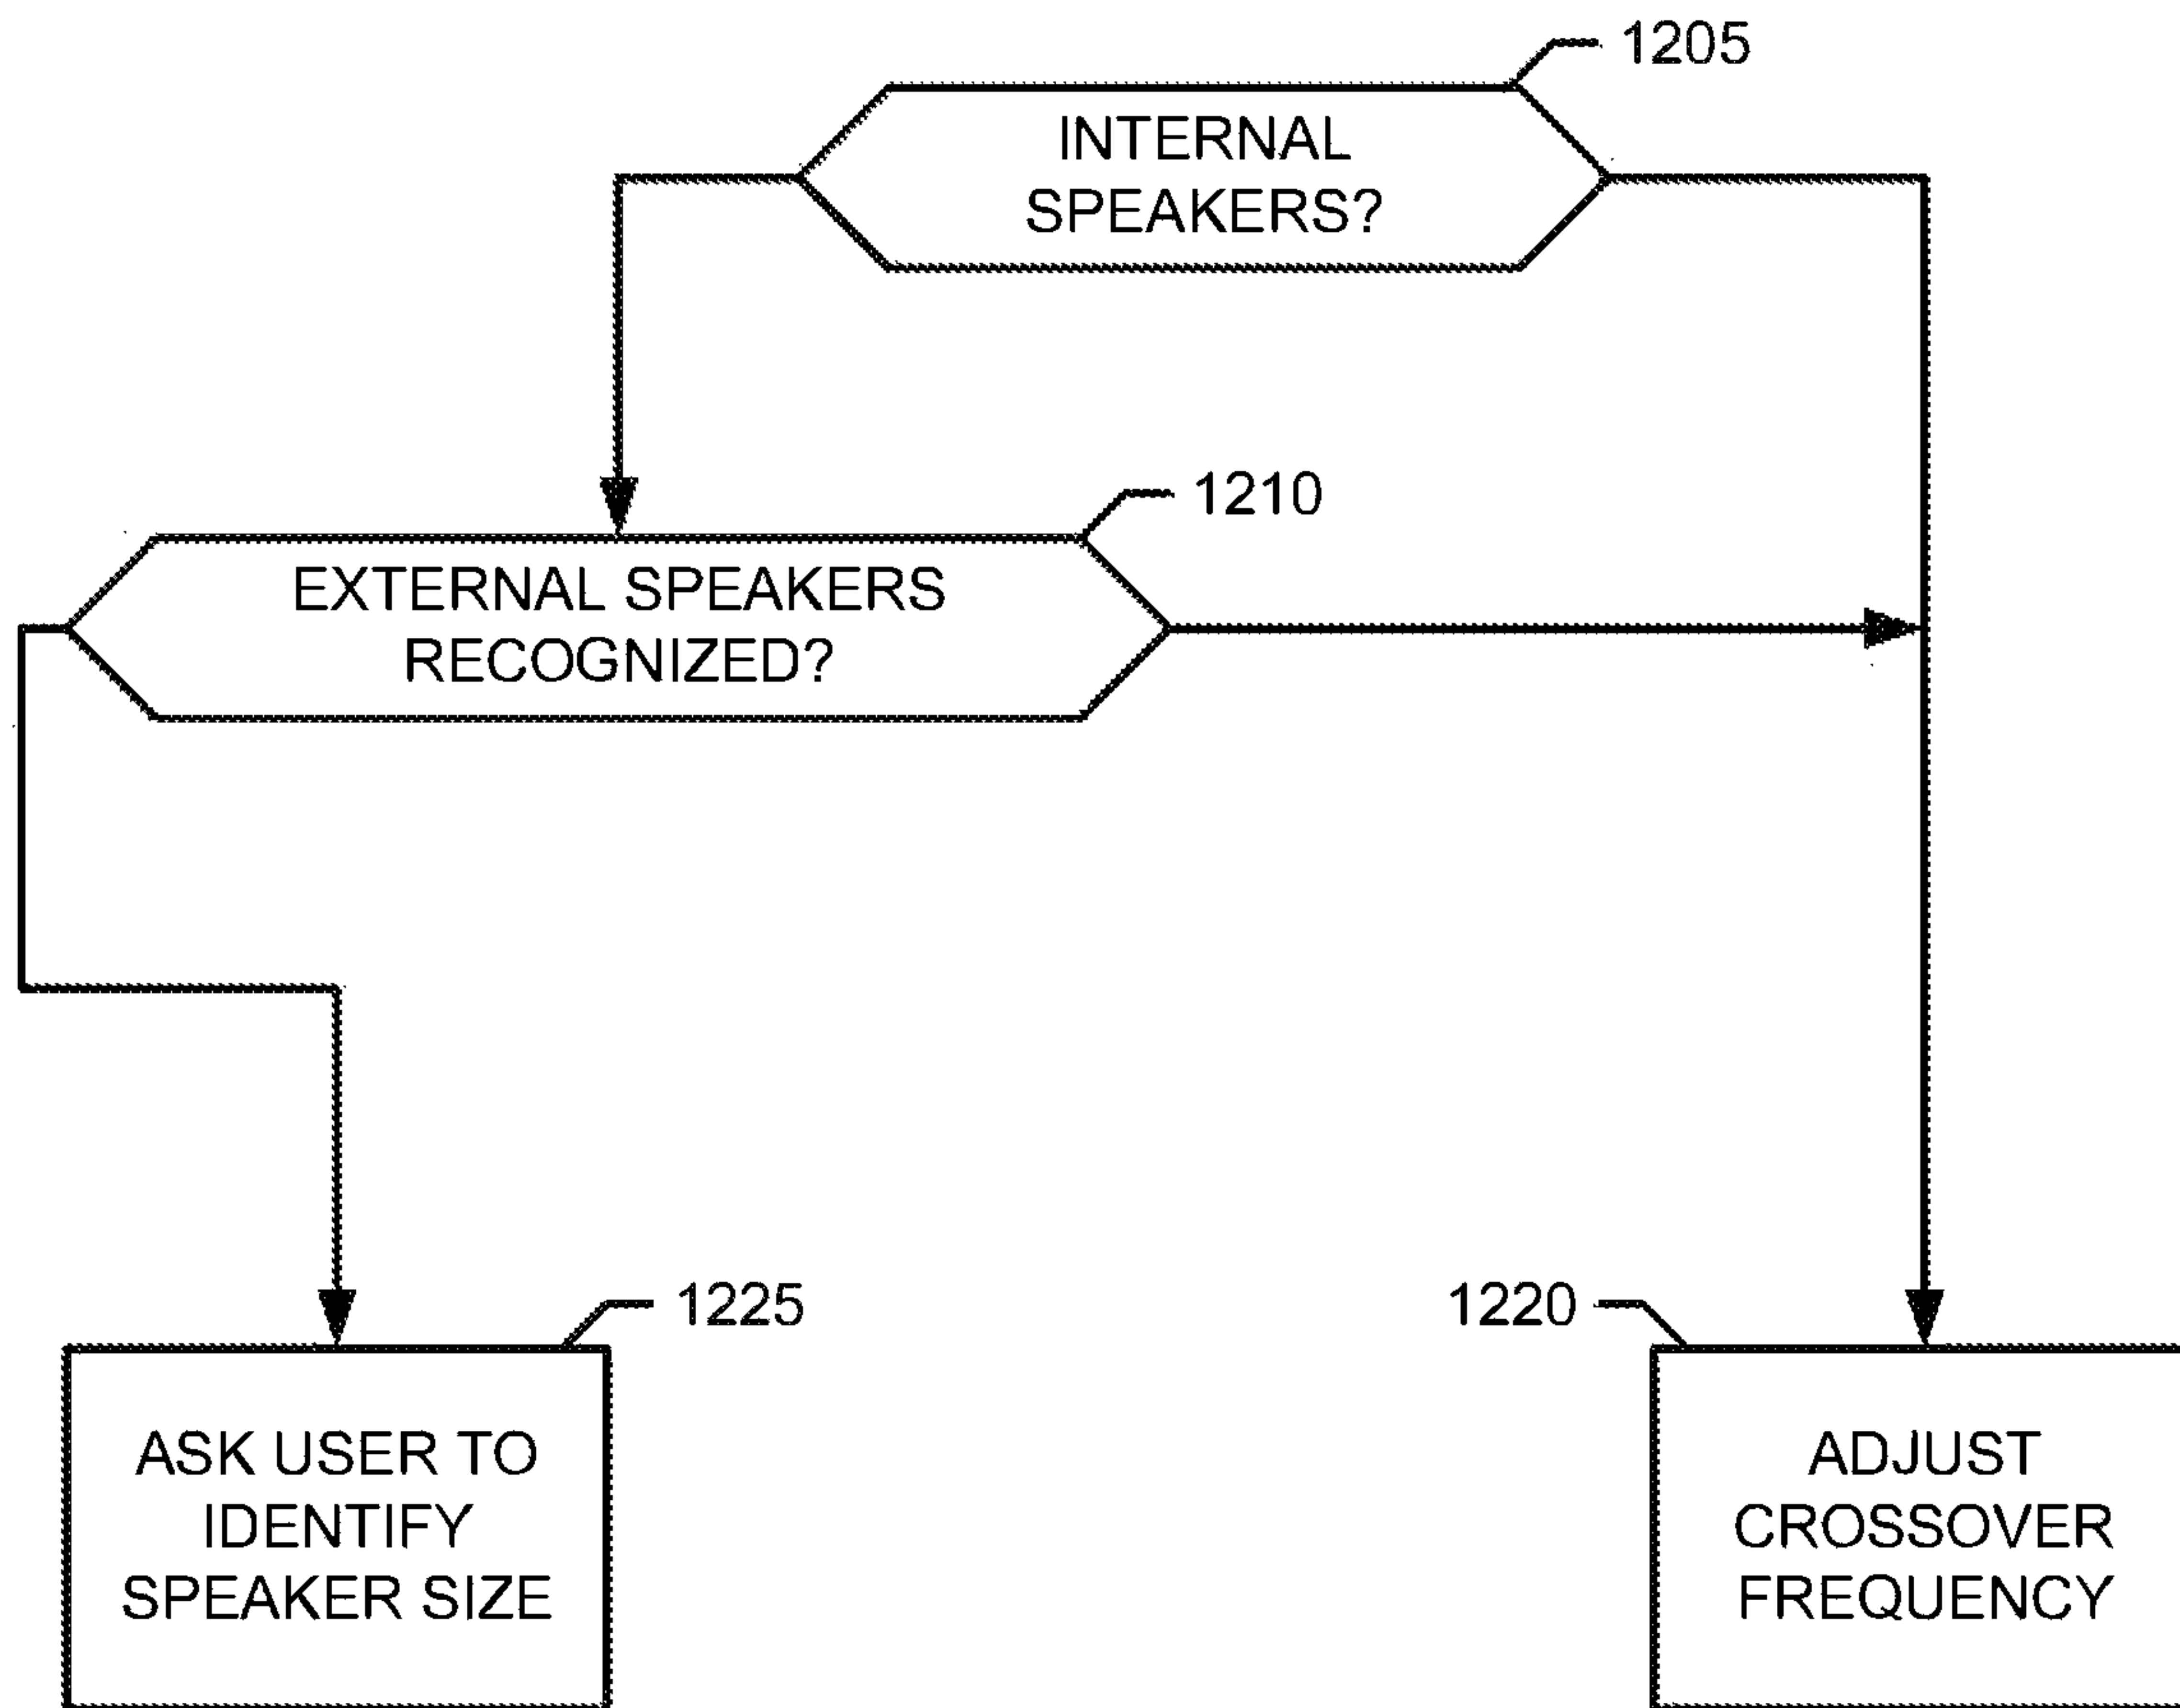 1205
INTERNAL
SPEAKERS?
1210
EXTERNAL SPEAKERS
RECOGNIZED?
1225
ASK USER TO
IDENTIFY
SPEAKER SIZE
1220
ADJUST
CROSSOVER
FREQUENCY